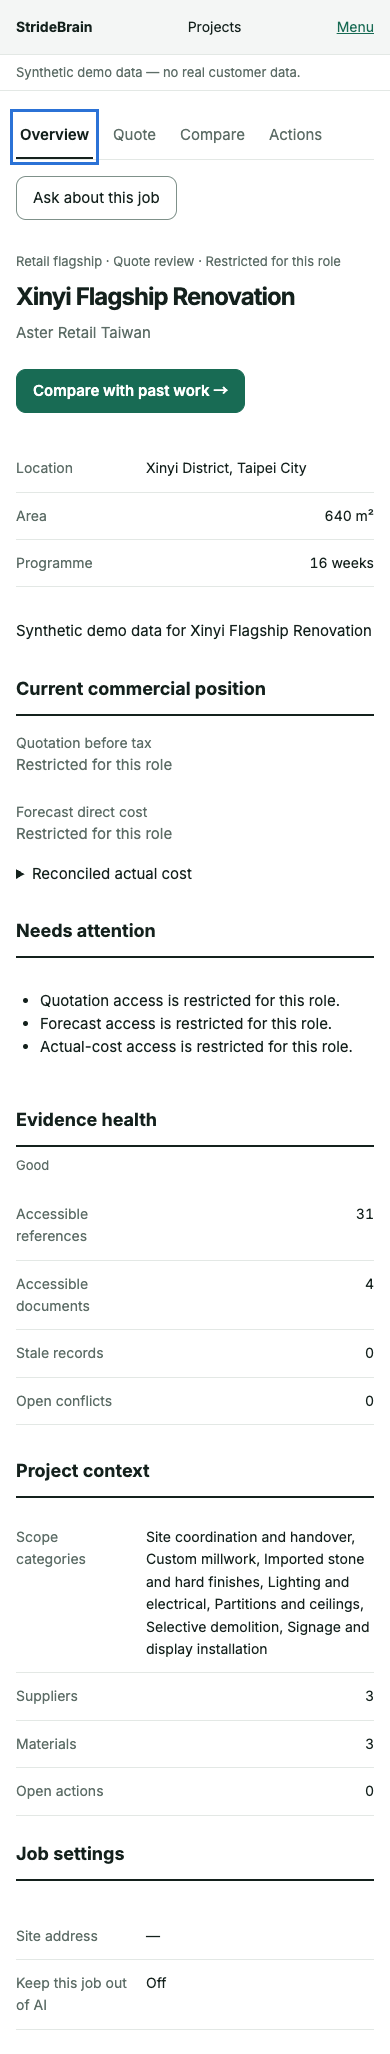 StrideBrain Projects Menu
Synthetic demo data — no real customer data.
Overview Quote Compare Actions
Ask about this job
Retail flagship · Quote review · Restricted for this role
Xinyi Flagship Renovation
Aster Retail Taiwan
Compare with past work →
Location Xinyi District, Taipei City
Area 640 m²
Programme 16 weeks
Synthetic demo data for Xinyi Flagship Renovation
Current commercial position
Quotation before tax
Restricted for this role
Forecast direct cost
Restricted for this role
▶ Reconciled actual cost
Needs attention
• Quotation access is restricted for this role.
• Forecast access is restricted for this role.
• Actual-cost access is restricted for this role.
Evidence health
Good
Accessible 31
references
Accessible 4
documents
Stale records 0
Open conflicts 0
Project context
Scope Site coordination and handover,
categories Custom millwork, Imported stone
and hard finishes, Lighting and
electrical, Partitions and ceilings,
Selective demolition, Signage and
display installation
Suppliers 3
Materials 3
Open actions 0
Job settings
Site address —
Keep this job out Off
of AI